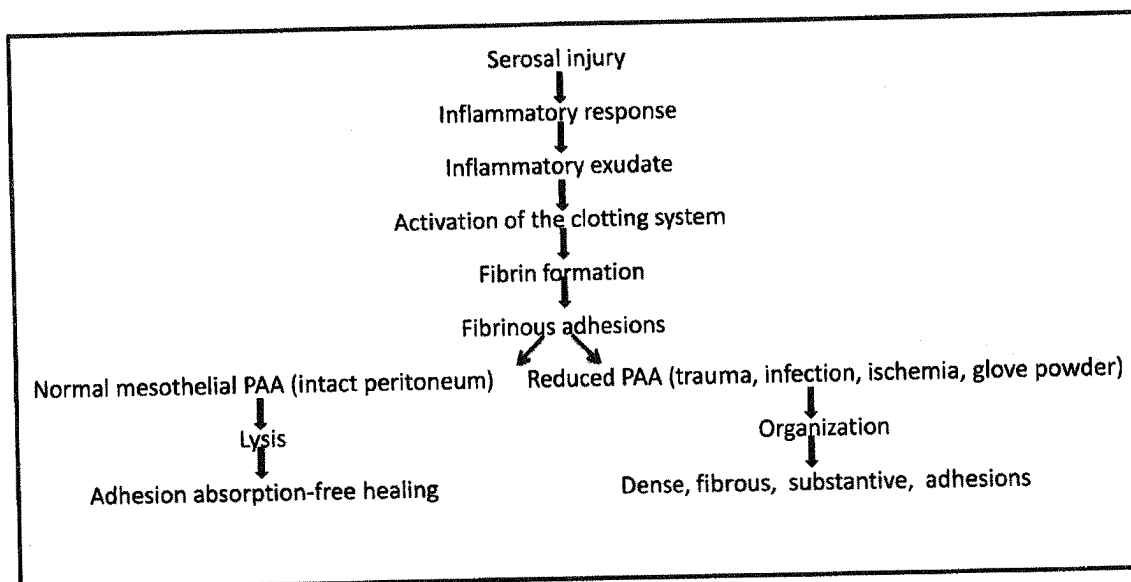 Serosal injury
Inflammatory response
Inflammatory exudate
Activation of the clotting system
Fibrin formation
Fibrinous adhesions
Normal mesothelial PAA (intact peritoneum)
Reduced PAA (trauma, infection, ischemia, glove powder)
Lysis
Organization
Adhesion absorption-free healing
Dense, fibrous, substantive, adhesions